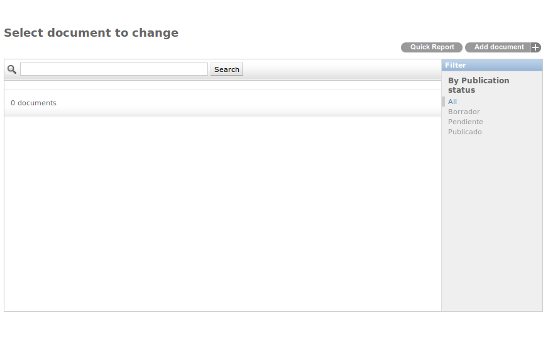 Select document to change
Quick Report
Add document
Search
Filter
By Publication
status
All
Borrador
Pendiente
Publicado
0 documents